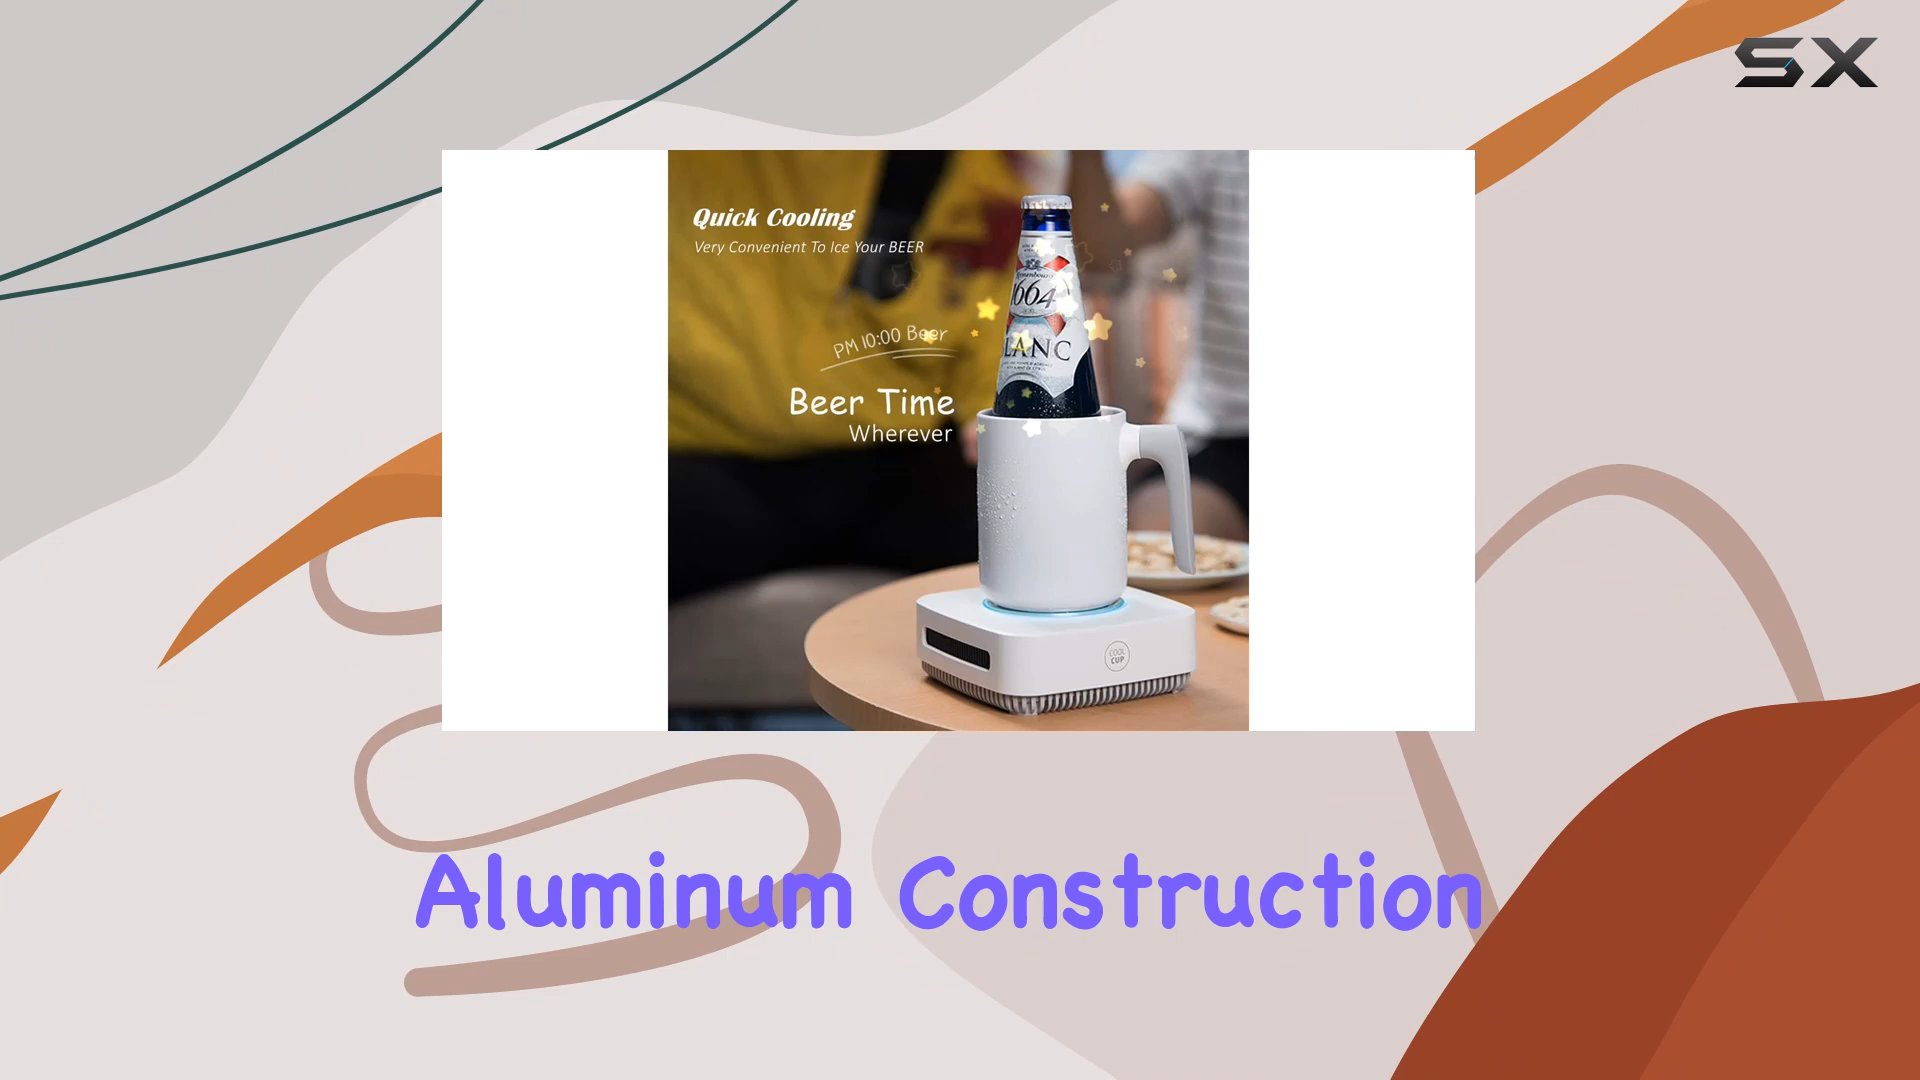 SX
Quick Cooling
Very Convenient To Ice Your BEER
PM 10:00 Beer
Beer Time
Wherever
1664
BLANC
COOL
CUP
Aluminum Construction